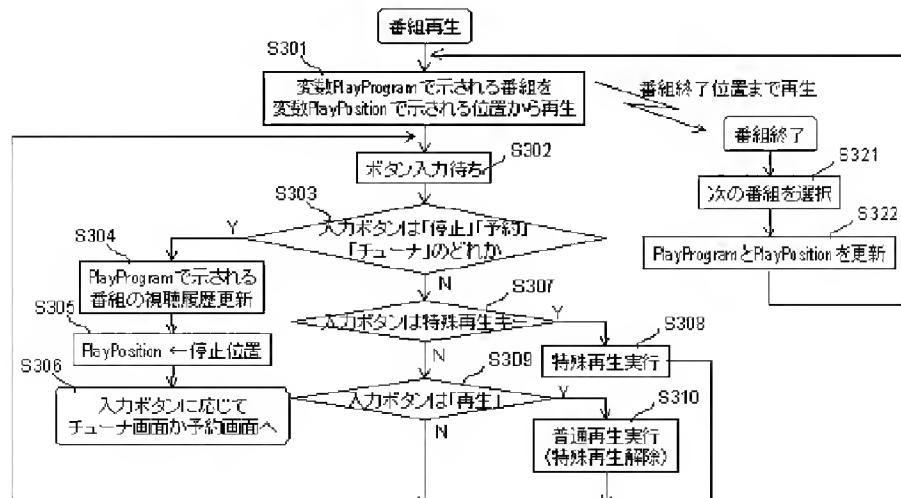 番組再生
S301
変数PlayProgramで示される番組を
変数PlayPositionで示される位置から再生
番組終了位置まで再生
番組終了
S302
ボタン入力待ち
S321
次の番組を選択
S303
入力ボタンは「停止」「予約」
「チューナ」のどれか
Y
N
S322
PlayProgramとPlayPositionを更新
S304
PlayProgramで示される
番組の視聴履歴更新
S307
入力ボタンは特殊再生キー
Y
N
S308
特殊再生実行
S305
PlayPosition ←停止位置
S306
入力ボタンに応じて
チューナ画面か予約画面へ
S309
入力ボタンは「再生」
Y
N
S310
普通再生実行
(特殊再生解除)